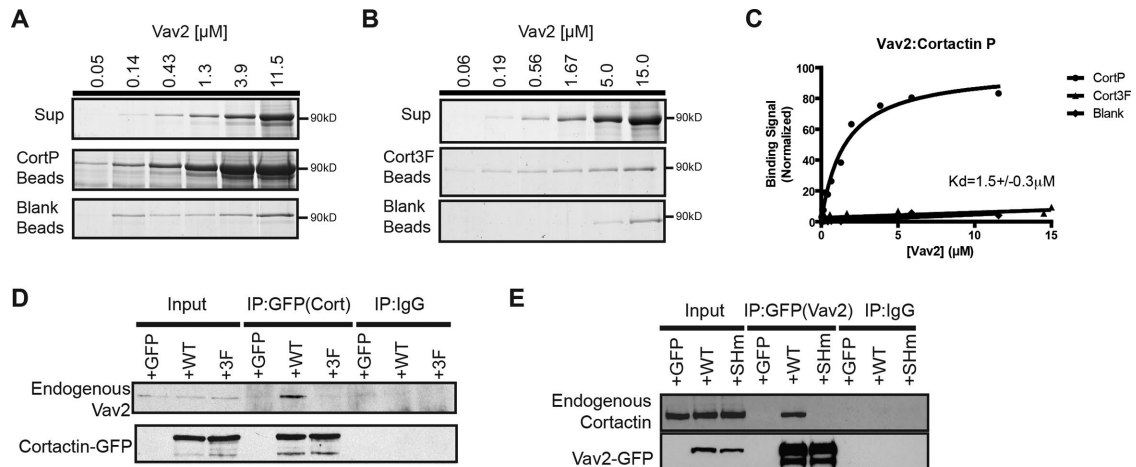 A
Vav2 [µM]
0.05 0.14 0.43 1.3 3.9 11.5
Sup
90kD
CortP
Beads
90kD
Blank
Beads
90kD
B
Vav2 [µM]
0.06 0.19 0.56 1.67 5.0 15.0
Sup
90kD
Cort3F
Beads
90kD
Blank
Beads
90kD
C
Vav2:Cortactin P
Binding Signal
(Normalized)
100
80
60
40
20
0
0 5 10 15
[Vav2] (µM)
Kd=1.5+/-0.3µM
CortP
Cort3F
Blank
D
Input IP:GFP(Cort) IP:IgG
+GFP +WT +3F +GFP +WT +3F +GFP +WT +3F
Endogenous
Vav2
Cortactin-GFP
E
Input IP:GFP(Vav2) IP:IgG
+GFP +WT +SHm +GFP +WT +SHm +GFP +WT +SHm
Endogenous
Cortactin
Vav2-GFP